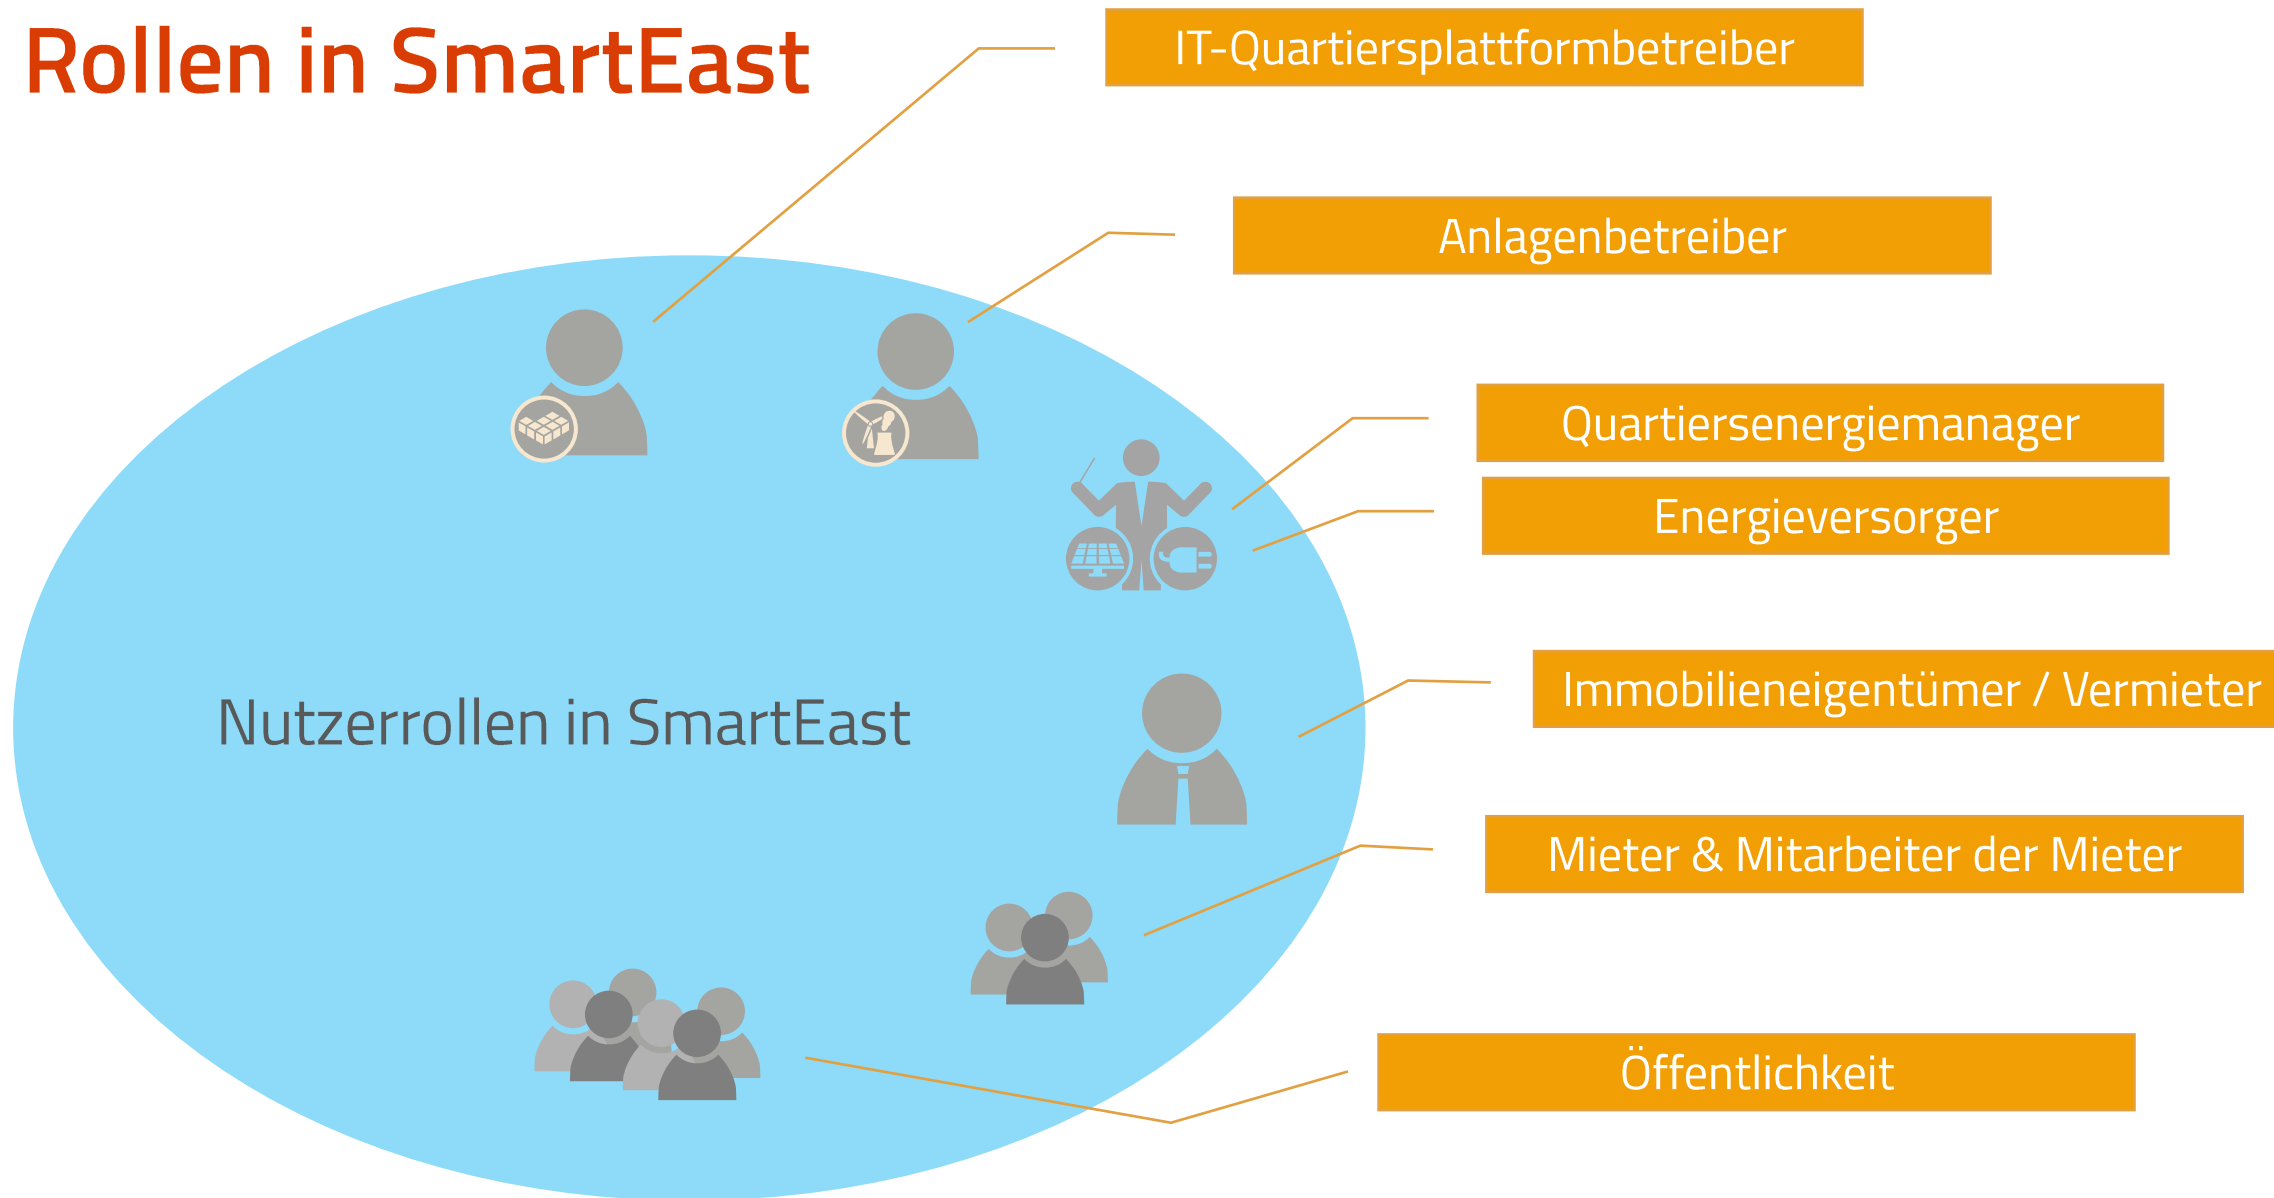 Rollen in SmartEast
IT-Quartiersplattformbetreiber
Anlagenbetreiber
Quartiersenergiemanager
Energieversorger
Immobilieneigentümer / Vermieter
Nutzerrollen in SmartEast
Mieter & Mitarbeiter der Mieter
Öffentlichkeit